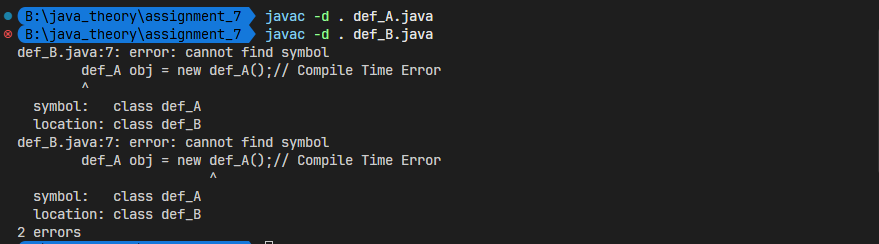 B:\java_theory\assignment_7 javac -d . def_A.java
B:\java_theory\assignment_7 javac -d . def_B.java
def_B.java:7: error: cannot find symbol
        def_A obj = new def_A();// Compile Time Error
        ^
  symbol:   class def_A
  location: class def_B
def_B.java:7: error: cannot find symbol
        def_A obj = new def_A();// Compile Time Error
                        ^
  symbol:   class def_A
  location: class def_B
2 errors
B:\java_theory\assignment_7